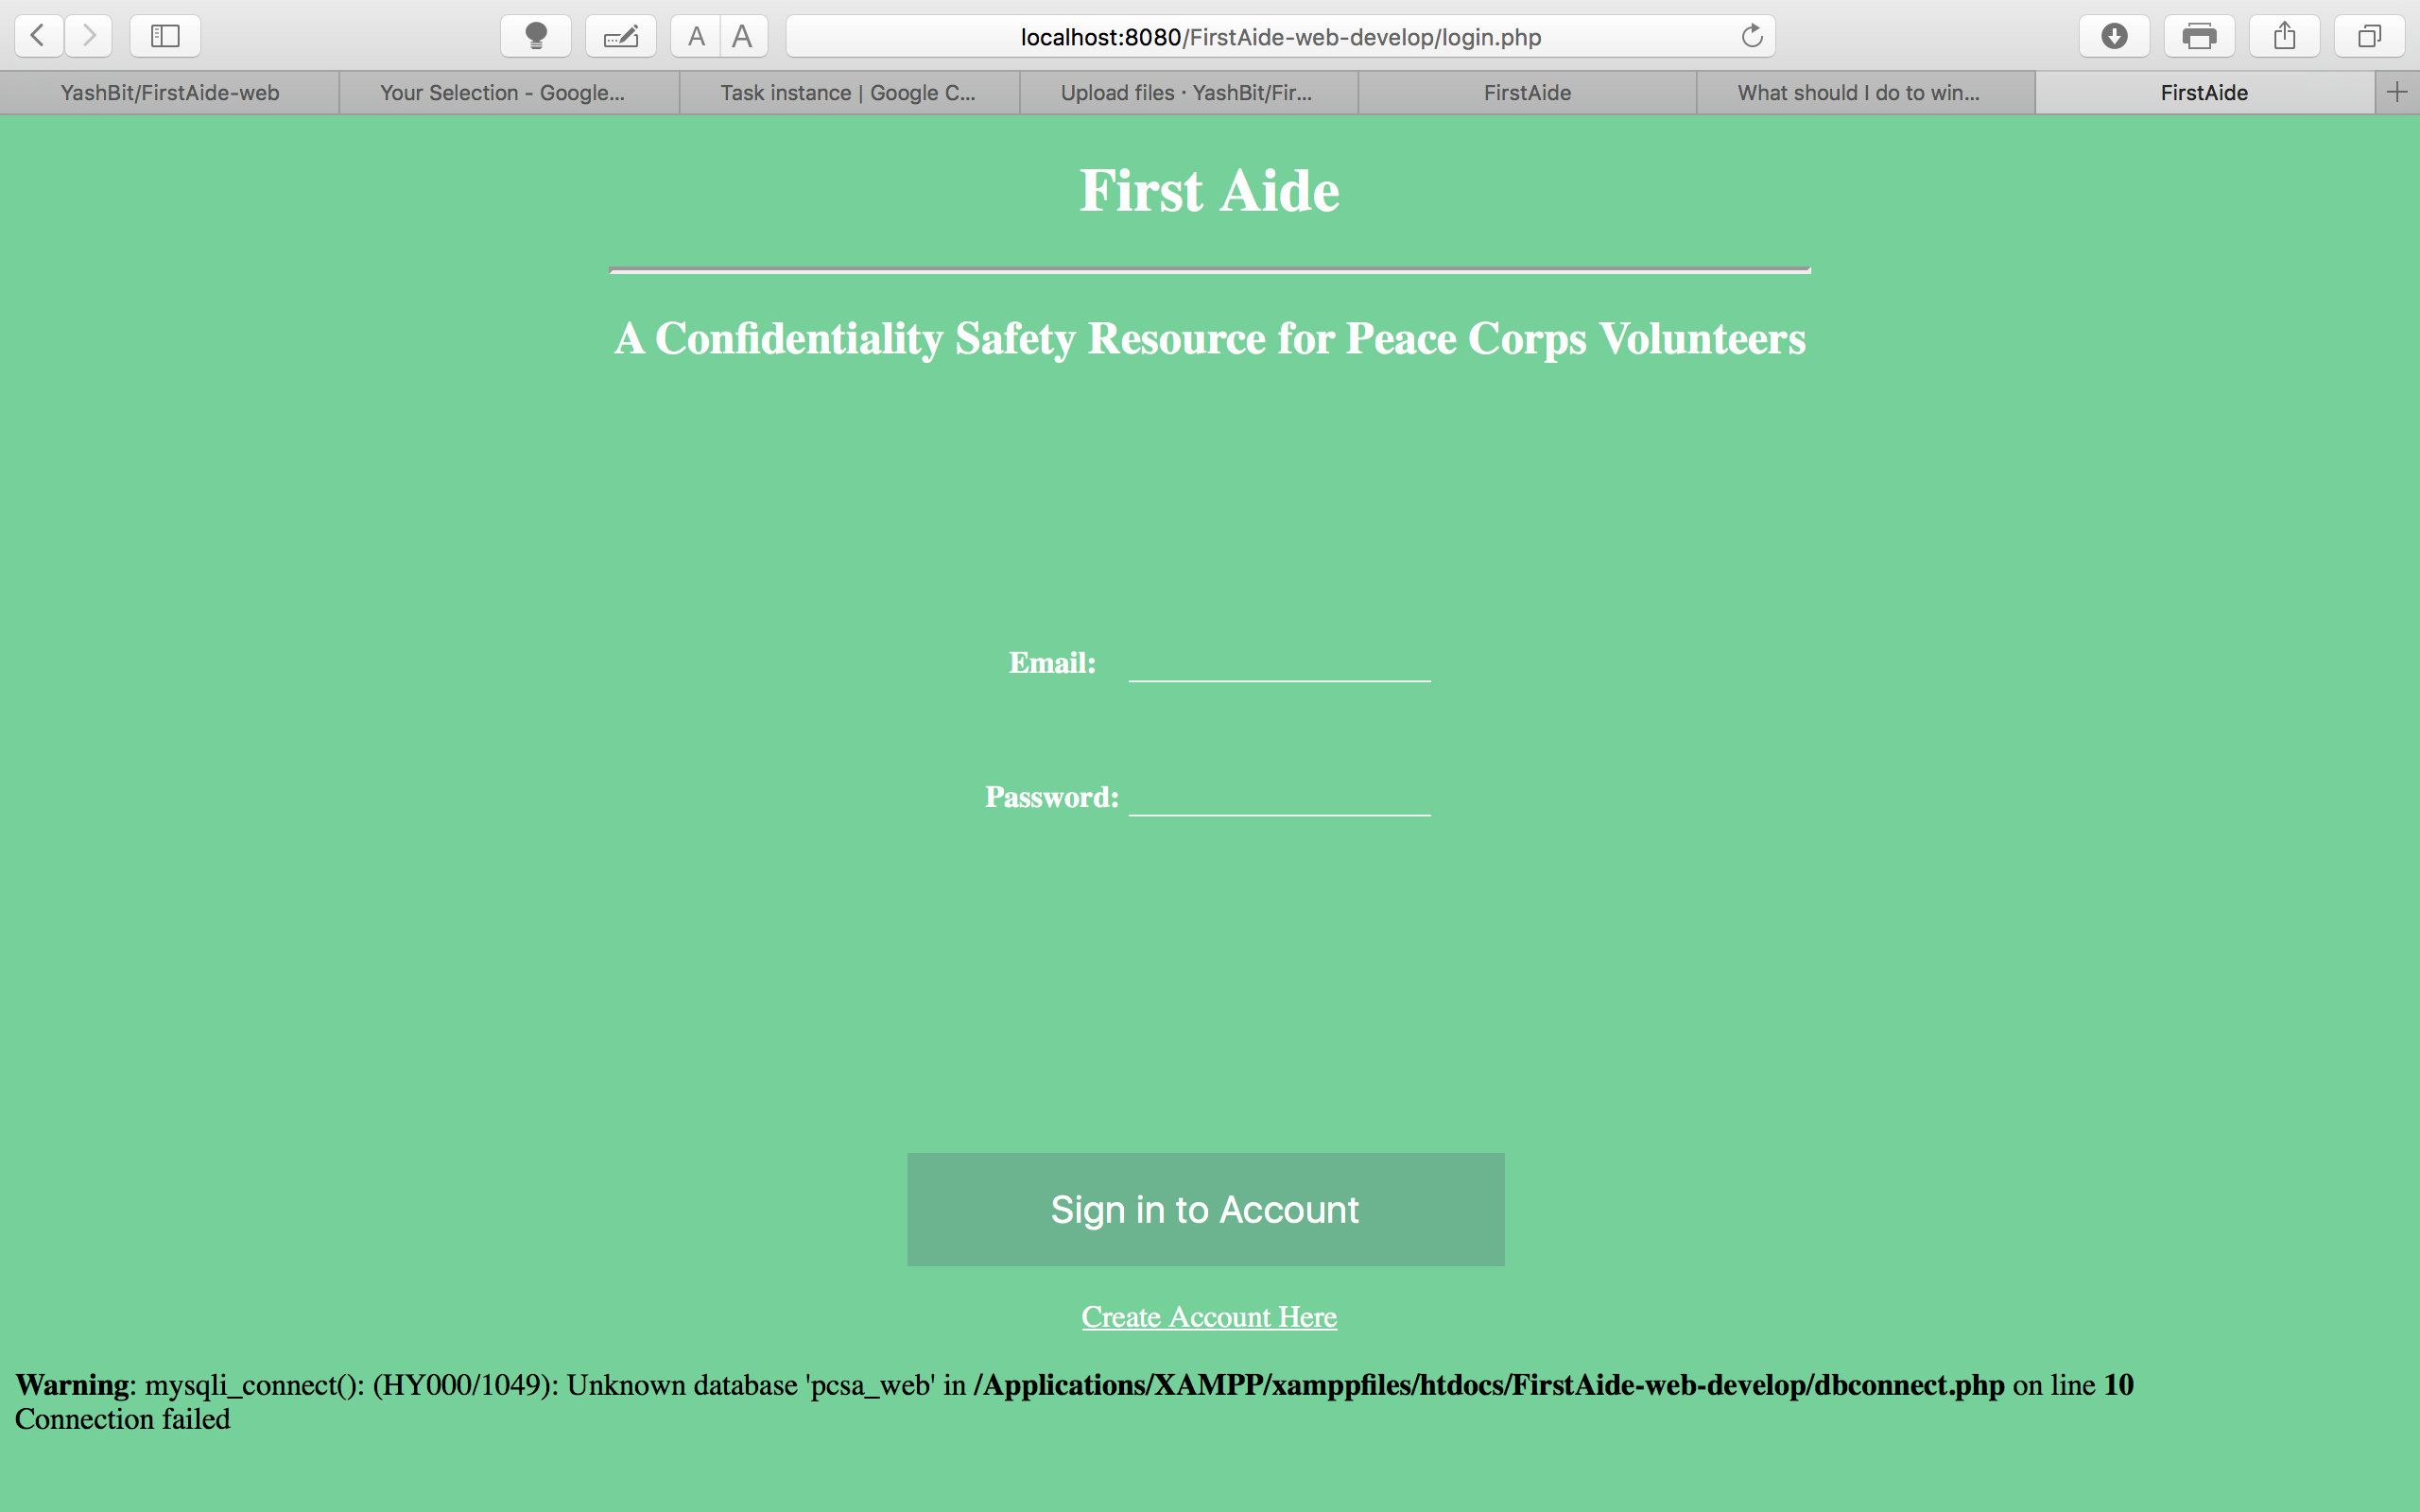 A A localhost:8080/FirstAide-web-develop/login.php
YashBit/FirstAide-web Your Selection - Google... Task instance | Google C... Upload files · YashBit/Fir... FirstAide What should I do to win... FirstAide
First Aide
A Confidentiality Safety Resource for Peace Corps Volunteers
Email:
Password:
Sign in to Account
Create Account Here
Warning: mysqli_connect(): (HY000/1049): Unknown database 'pcsa_web' in /Applications/XAMPP/xamppfiles/htdocs/FirstAide-web-develop/dbconnect.php on line 10
Connection failed